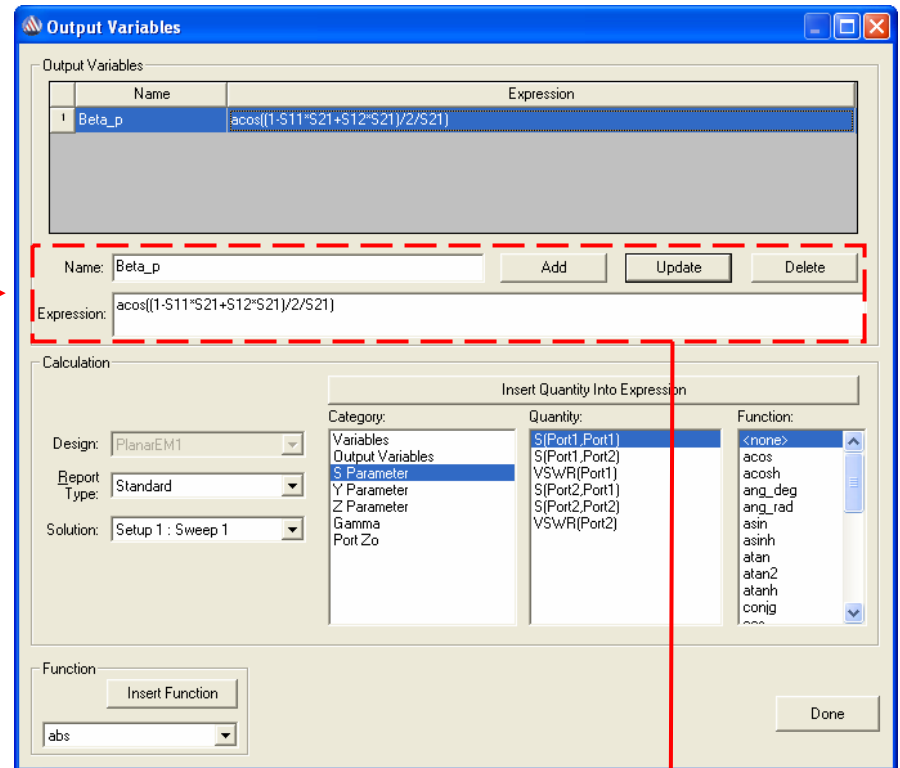 Output Variables
Output Variables
Name Expression
1 Beta_p acos((1-S11*S21+S12*S21)/2/S21)
Name: Beta_p Add Update Delete
Expression: acos((1-S11*S21+S12*S21)/2/S21)
Calculation
Insert Quantity Into Expression
Category: Quantity: Function:
Design: PlanarEM1
Report Type: Standard
Solution: Setup 1 : Sweep 1
Variables
Output Variables
S Parameter
Y Parameter
Z Parameter
Gamma
Port Zo
S(Port1,Port1)
S(Port1,Port2)
VSWR(Port1)
S(Port2,Port1)
S(Port2,Port2)
VSWR(Port2)
<none>
acos
acosh
ang_deg
ang_rad
asin
asinh
atan
atan2
atanh
conjg
Function
Insert Function
abs
Done